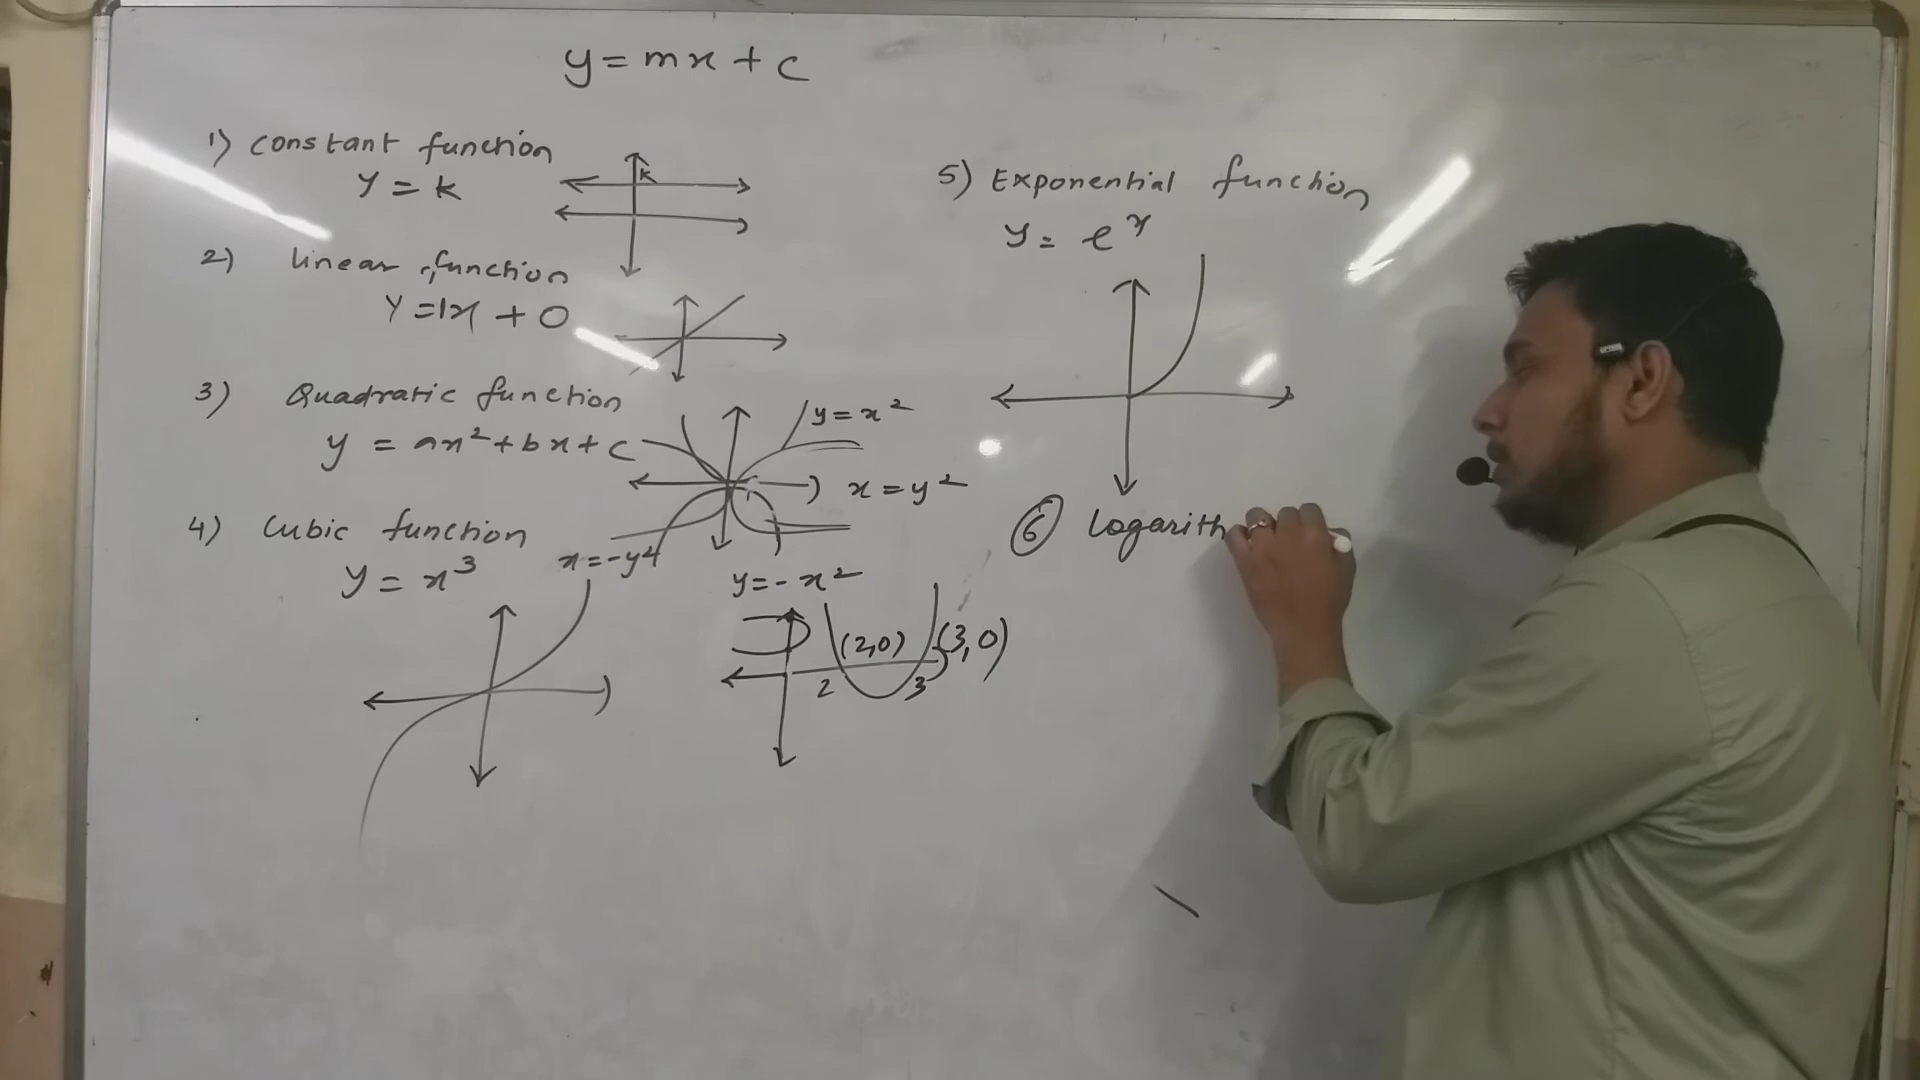 y = mx + c
1) constant function
y = k
k
2) linear function
y = 1x + 0
3) Quadratic function
y = ax² + bx + c
y = x²
x = y²
4) Cubic function
y = x³
x = -y²
y = - x²
(2,0)
(3,0)
2
3
5) Exponential function
y = eˣ
⑥ Logarith